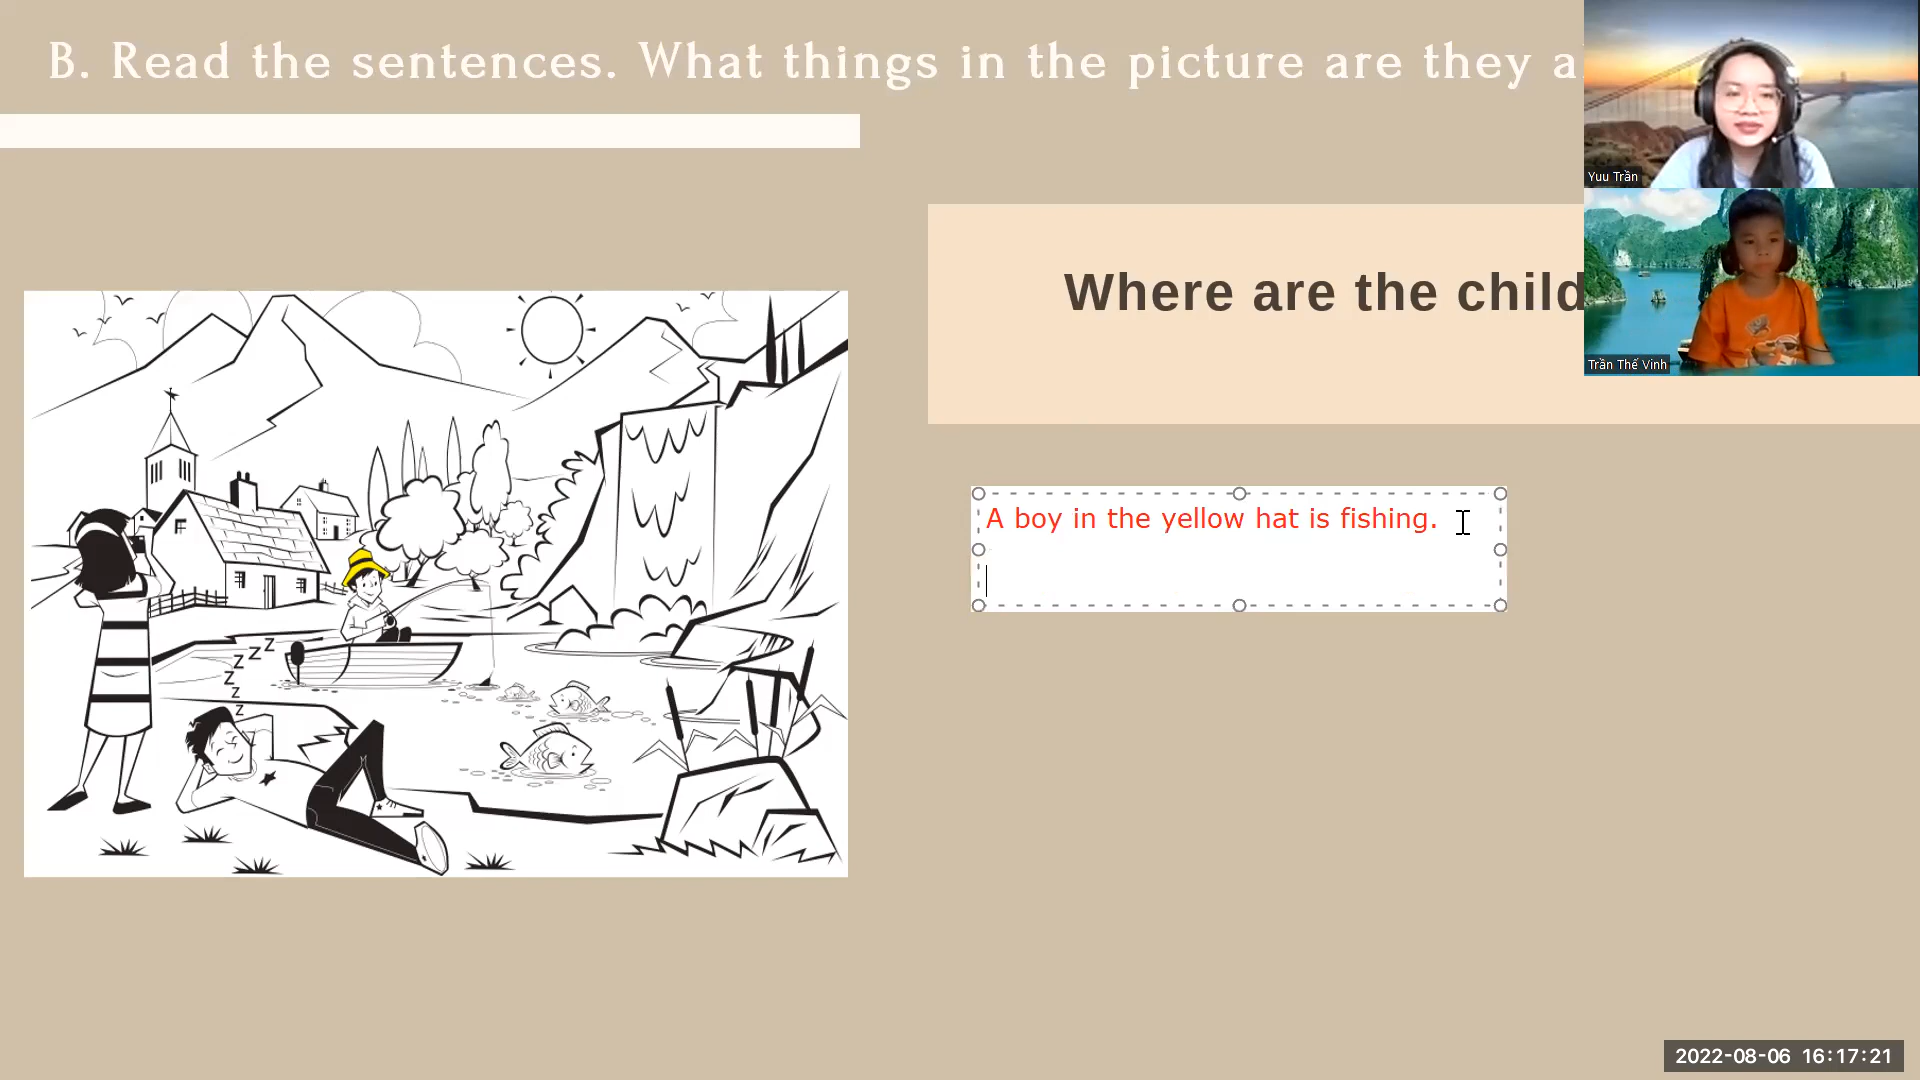 B. Read the sentences. What things in the picture are they
Where are the child
Yuu Trần
Trần Thế Vinh
A boy in the yellow hat is fishing.
z
z
z
z
z
z
2022-08-06 16:17:21